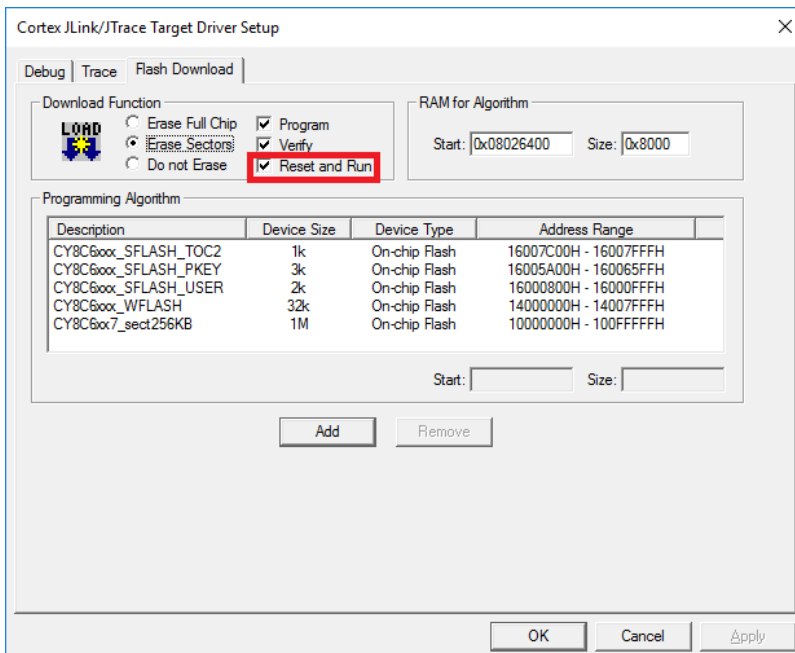 Cortex JLink/JTrace Target Driver Setup
Debug Trace Flash Download
Download Function
LOAD
Erase Full Chip
Erase Sectors
Do not Erase
Program
Verify
Reset and Run
RAM for Algorithm
Start: 0x08026400 Size: 0x8000
Programming Algorithm
Description Device Size Device Type Address Range
CY8C6xxx_SFLASH_TOC2 1k On-chip Flash 16007C00H - 16007FFFH
CY8C6xxx_SFLASH_PKEY 3k On-chip Flash 16005A00H - 160065FFH
CY8C6xxx_SFLASH_USER 2k On-chip Flash 16000800H - 16000FFFH
CY8C6xxx_WFLASH 32k On-chip Flash 14000000H - 14007FFFH
CY8C6xx7_sect256KB 1M On-chip Flash 10000000H - 100FFFFFH
Start: Size:
Add Remove
OK Cancel Apply